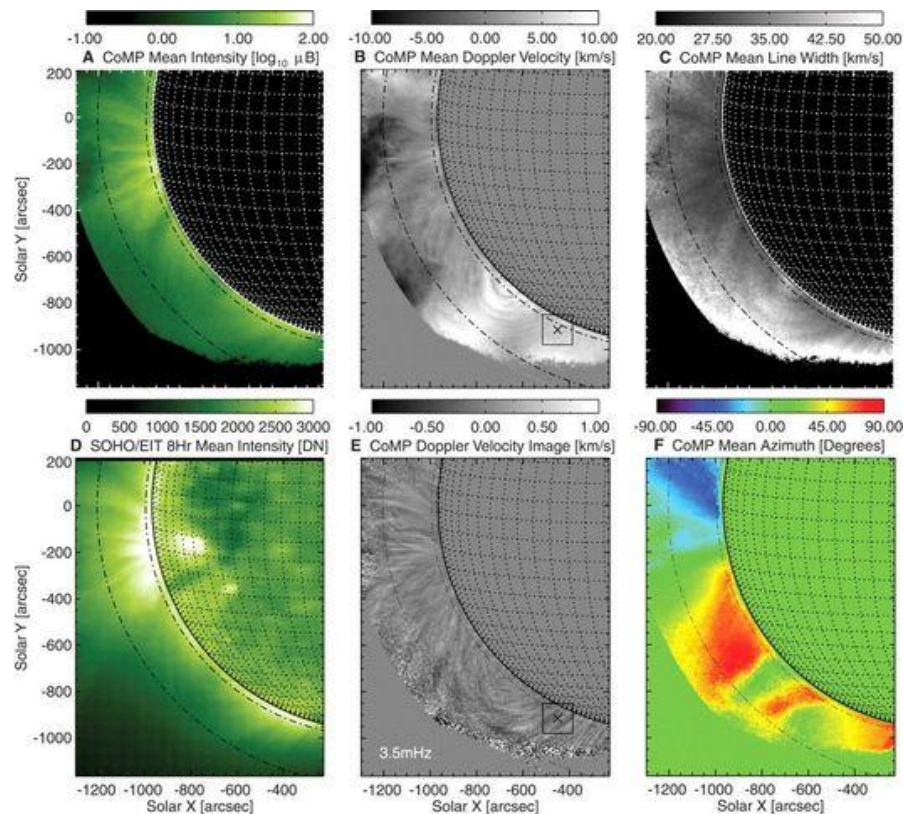 -1.00 0.00 1.00 2.00
A CoMP Mean Intensity [log10 μB]
-10.00 -5.00 0.00 5.00 10.00
B CoMP Mean Doppler Velocity [km/s]
20.00 27.50 35.00 42.50 50.00
C CoMP Mean Line Width [km/s]
200
0
-200
-400
-600
-800
-1000
Solar Y [arcsec]
0 500 1000 1500 2000 2500 3000
D SOHO/EIT 8Hr Mean Intensity [DN]
-1.00 -0.50 0.00 0.50 1.00
E CoMP Doppler Velocity Image [km/s]
-90.00 -45.00 0.00 45.00 90.00
F CoMP Mean Azimuth [Degrees]
200
0
-200
-400
-600
-800
-1000
Solar Y [arcsec]
3.5mHz
-1200 -1000 -800 -600 -400
Solar X [arcsec]
-1200 -1000 -800 -600 -400
Solar X [arcsec]
-1200 -1000 -800 -600 -400
Solar X [arcsec]